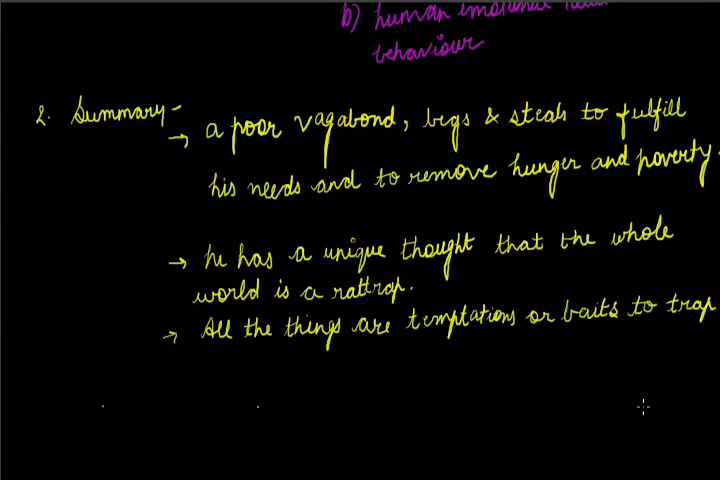 b) human
behaviour
2. Summary -
→ a poor vagabond, begs & steals to fulfill
his needs and to remove hunger and poverty.
→ he has a unique thought that the whole
world is a rattrap.
→ All the things are temptations or baits to trap